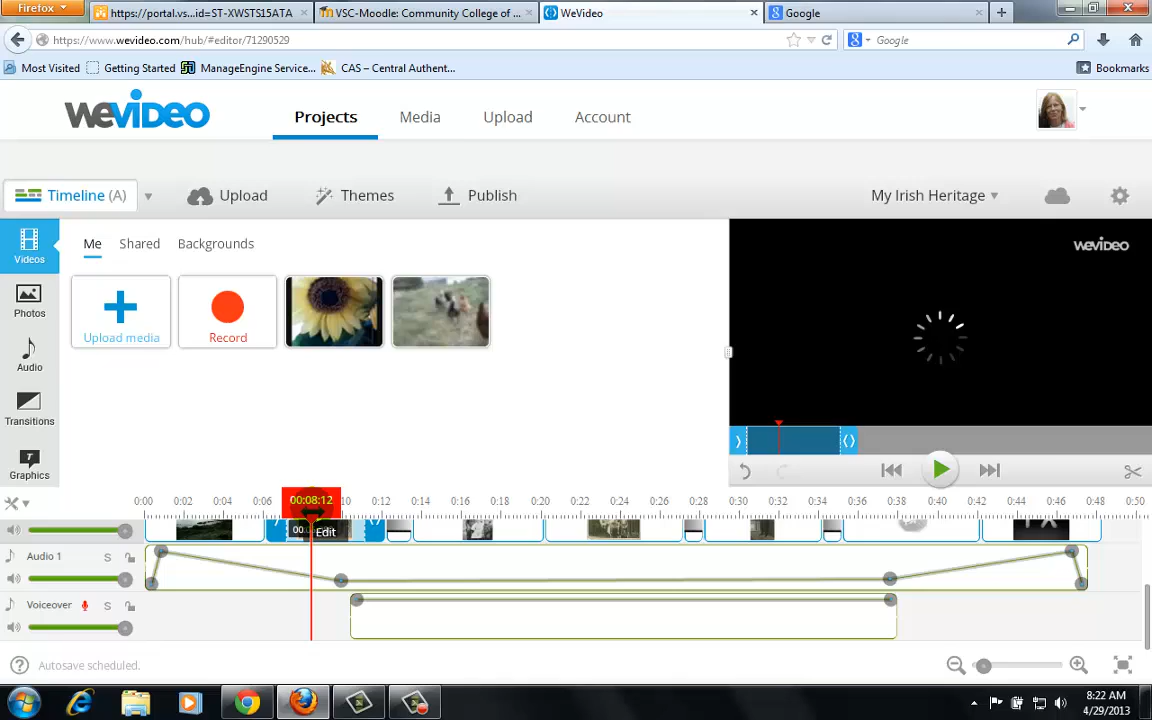 Firefox
https://portal.vs...id=ST-XWSTS15ATA
VSC-Moodle: Community College of ...
WeVideo
Google
https://www.wevideo.com/hub/#editor/71290529
Google
Most Visited
Getting Started
ManageEngine Service...
CAS – Central Authent...
Bookmarks
WEVIDEO
Projects
Media
Upload
Account
Timeline (A)
Upload
Themes
Publish
My Irish Heritage
Videos
Photos
Audio
Transitions
Graphics
Me
Shared
Backgrounds
Upload media
Record
wevideo
0:00 0:02 0:04 0:06 00:08:12 10 0:12 0:14 0:16 0:18 0:20 0:22 0:24 0:26 0:28 0:30 0:32 0:34 0:36 0:38 0:40 0:42 0:44 0:46 0:48 0:50
Edit
Audio 1
S
Voiceover
S
Autosave scheduled.
8:22 AM
4/29/2013